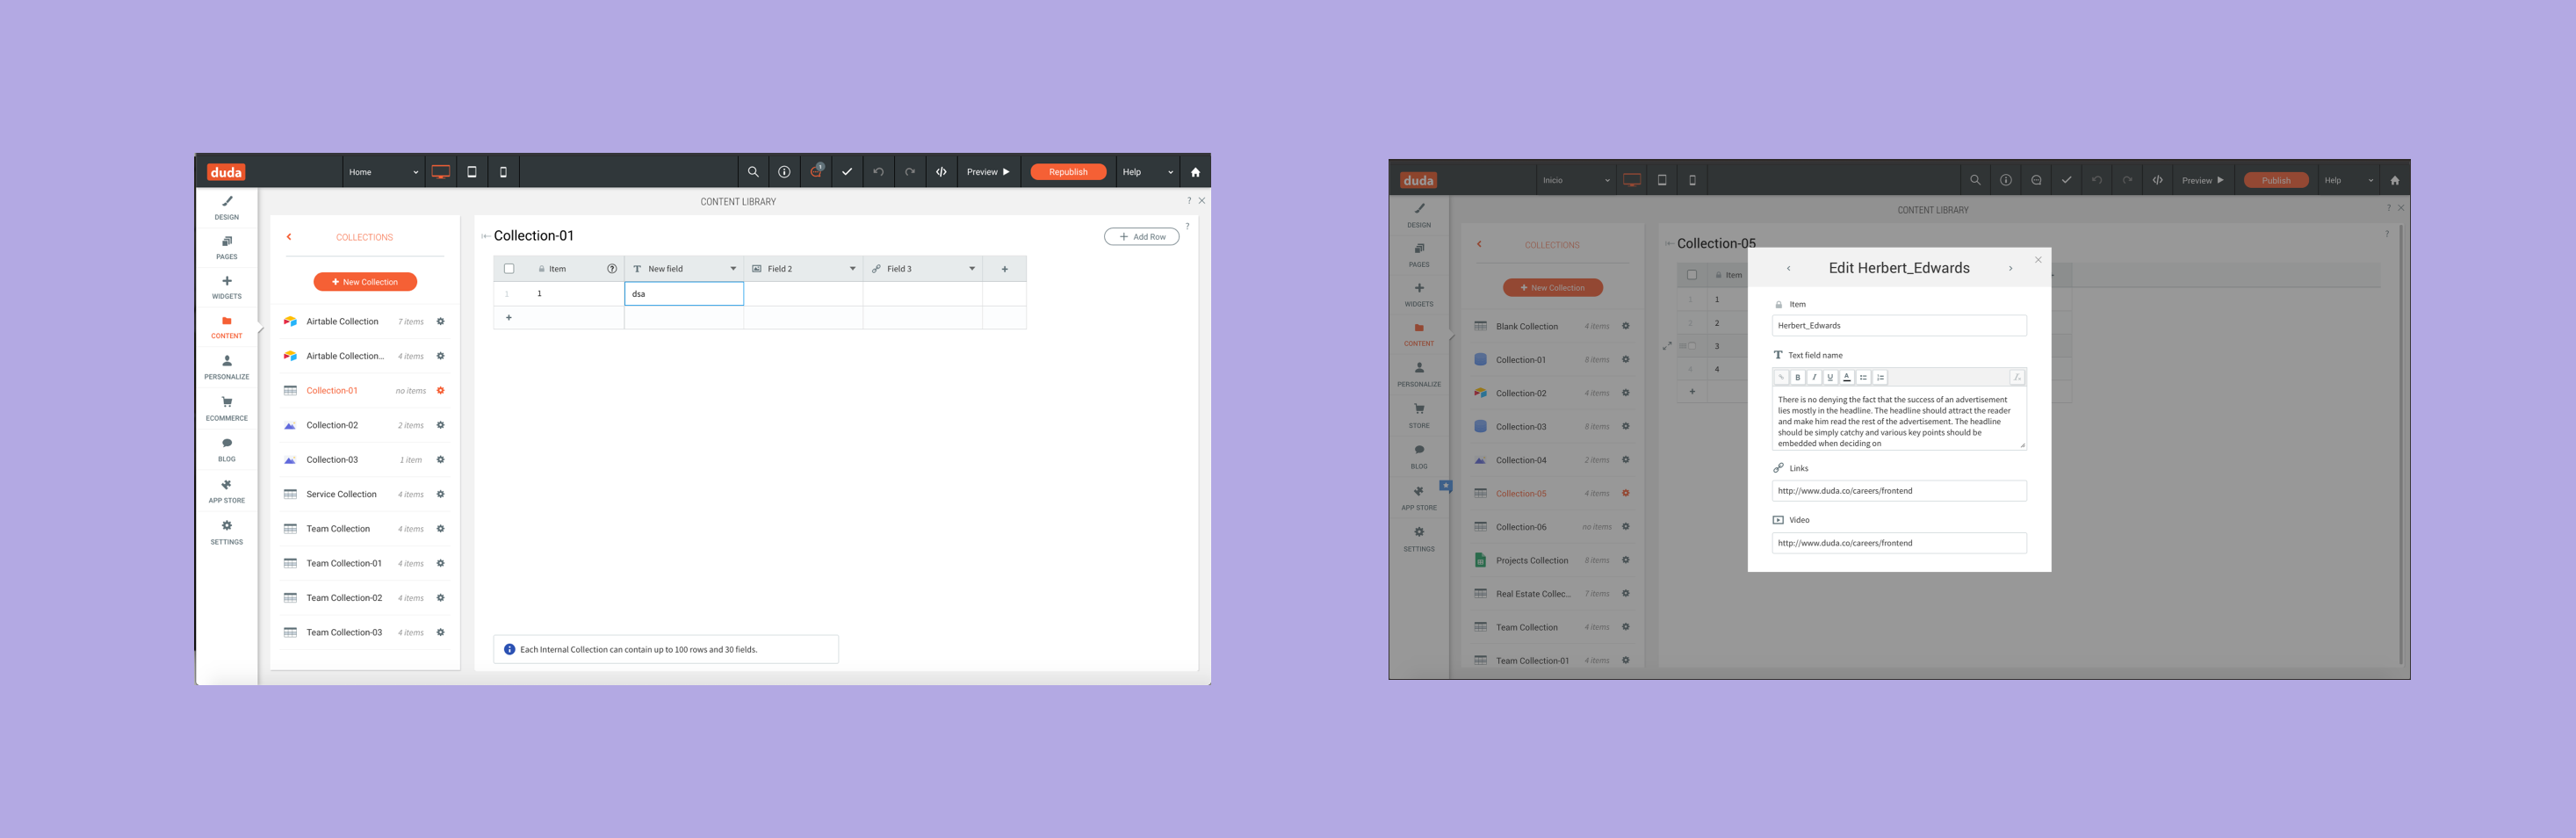 duda
Home
Preview
Republish
Help
CONTENT LIBRARY
?
DESIGN
PAGES
WIDGETS
CONTENT
PERSONALIZE
ECOMMERCE
BLOG
APP STORE
SETTINGS
COLLECTIONS
+ New Collection
Airtable Collection 7 items
Airtable Collection... 4 items
Collection-01 no items
Collection-02 2 items
Collection-03 1 item
Service Collection 4 items
Team Collection 4 items
Team Collection-01 4 items
Team Collection-02 4 items
Team Collection-03 4 items
Collection-01
+ Add Row
?
Item ? T New field Field 2 Field 3 +
1 1 dsa
+
Each Internal Collection can contain up to 100 rows and 30 fields.
duda
Inicio
Preview
Publish
Help
CONTENT LIBRARY
?
DESIGN
PAGES
WIDGETS
CONTENT
PERSONALIZE
STORE
BLOG
APP STORE
SETTINGS
COLLECTIONS
+ New Collection
Blank Collection 4 items
Collection-01 8 items
Collection-02 4 items
Collection-03 8 items
Collection-04 2 items
Collection-05 4 items
Collection-06 no items
Projects Collection 8 items
Real Estate Collec... 7 items
Team Collection 4 items
Team Collection-01 4 items
Collection-05
?
Item
1 1
2 2
3
4 4
+
Edit Herbert_Edwards
Item
Herbert_Edwards
T Text field name
B I U A
There is no denying the fact that the success of an advertisement
lies mostly in the headline. The headline should attract the reader
and make him read the rest of the advertisement. The headline
should be simply catchy and various key points should be
embedded when deciding on
Links
http://www.duda.co/careers/frontend
Video
http://www.duda.co/careers/frontend